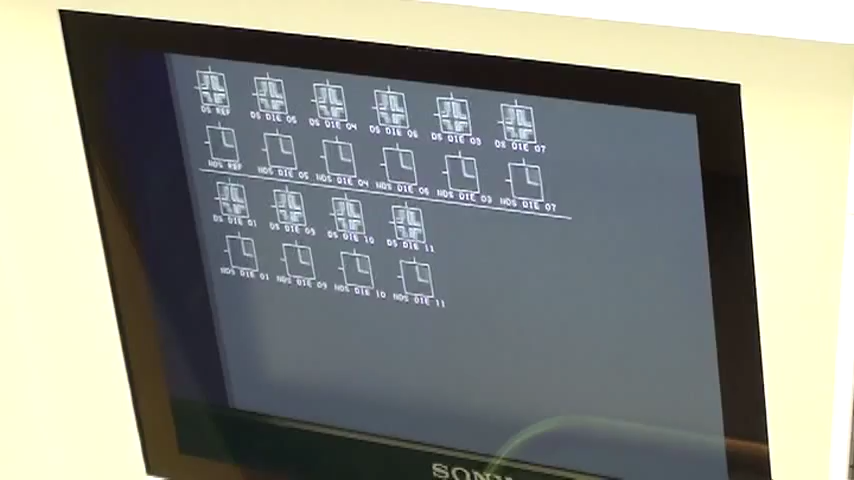 DS REF DS DIE 05 DS DIE 04 DS DIE 06 DS DIE 03 DS DIE 07
NDS REF NDS DIE 05 NDS DIE 04 NDS DIE 06 NDS DIE 03 NDS DIE 07
DS DIE 01 DS DIE 09 DS DIE 10 DS DIE 11
NDS DIE 01 NDS DIE 09 NDS DIE 10 NDS DIE 11
SONY